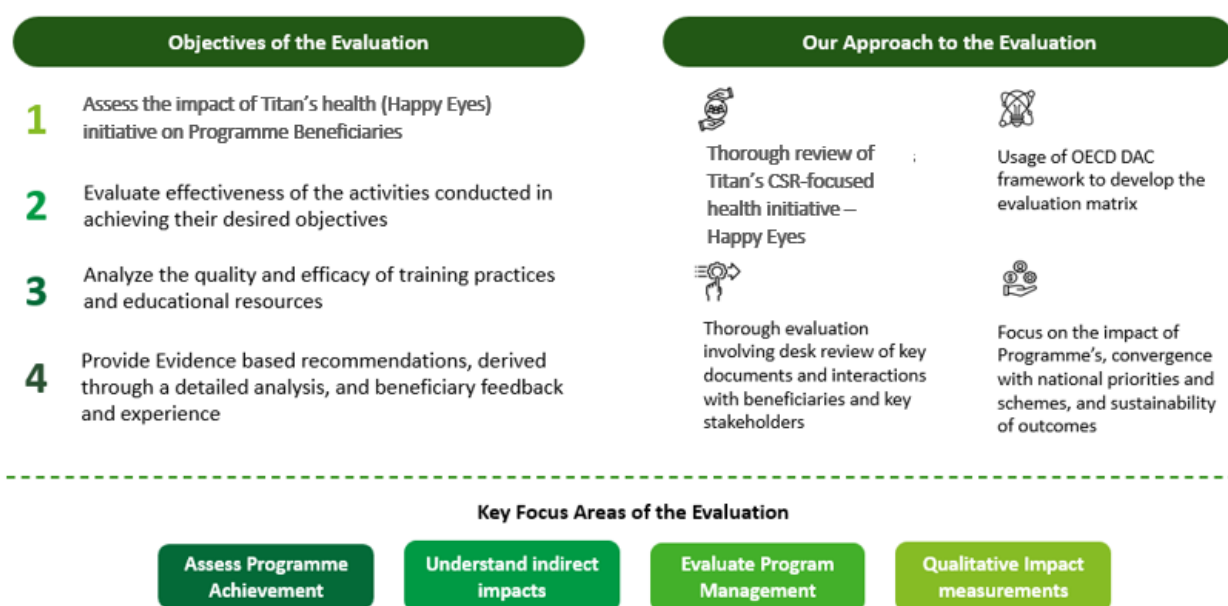 Objectives of the Evaluation
1
Assess the impact of Titan's health (Happy Eyes)
initiative on Programme Beneficiaries
2
Evaluate effectiveness of the activities conducted in
achieving their desired objectives
3
Analyze the quality and efficacy of training practices
and educational resources
4
Provide Evidence based recommendations, derived
through a detailed analysis, and beneficiary feedback
and experience
Our Approach to the Evaluation
Thorough review of
Titan's CSR-focused
health initiative –
Happy Eyes
Usage of OECD DAC
framework to develop the
evaluation matrix
Thorough evaluation
involving desk review of key
documents and interactions
with beneficiaries and key
stakeholders
Focus on the impact of
Programme's, convergence
with national priorities and
schemes, and sustainability
of outcomes
Key Focus Areas of the Evaluation
Assess Programme
Achievement
Understand indirect
impacts
Evaluate Program
Management
Qualitative Impact
measurements